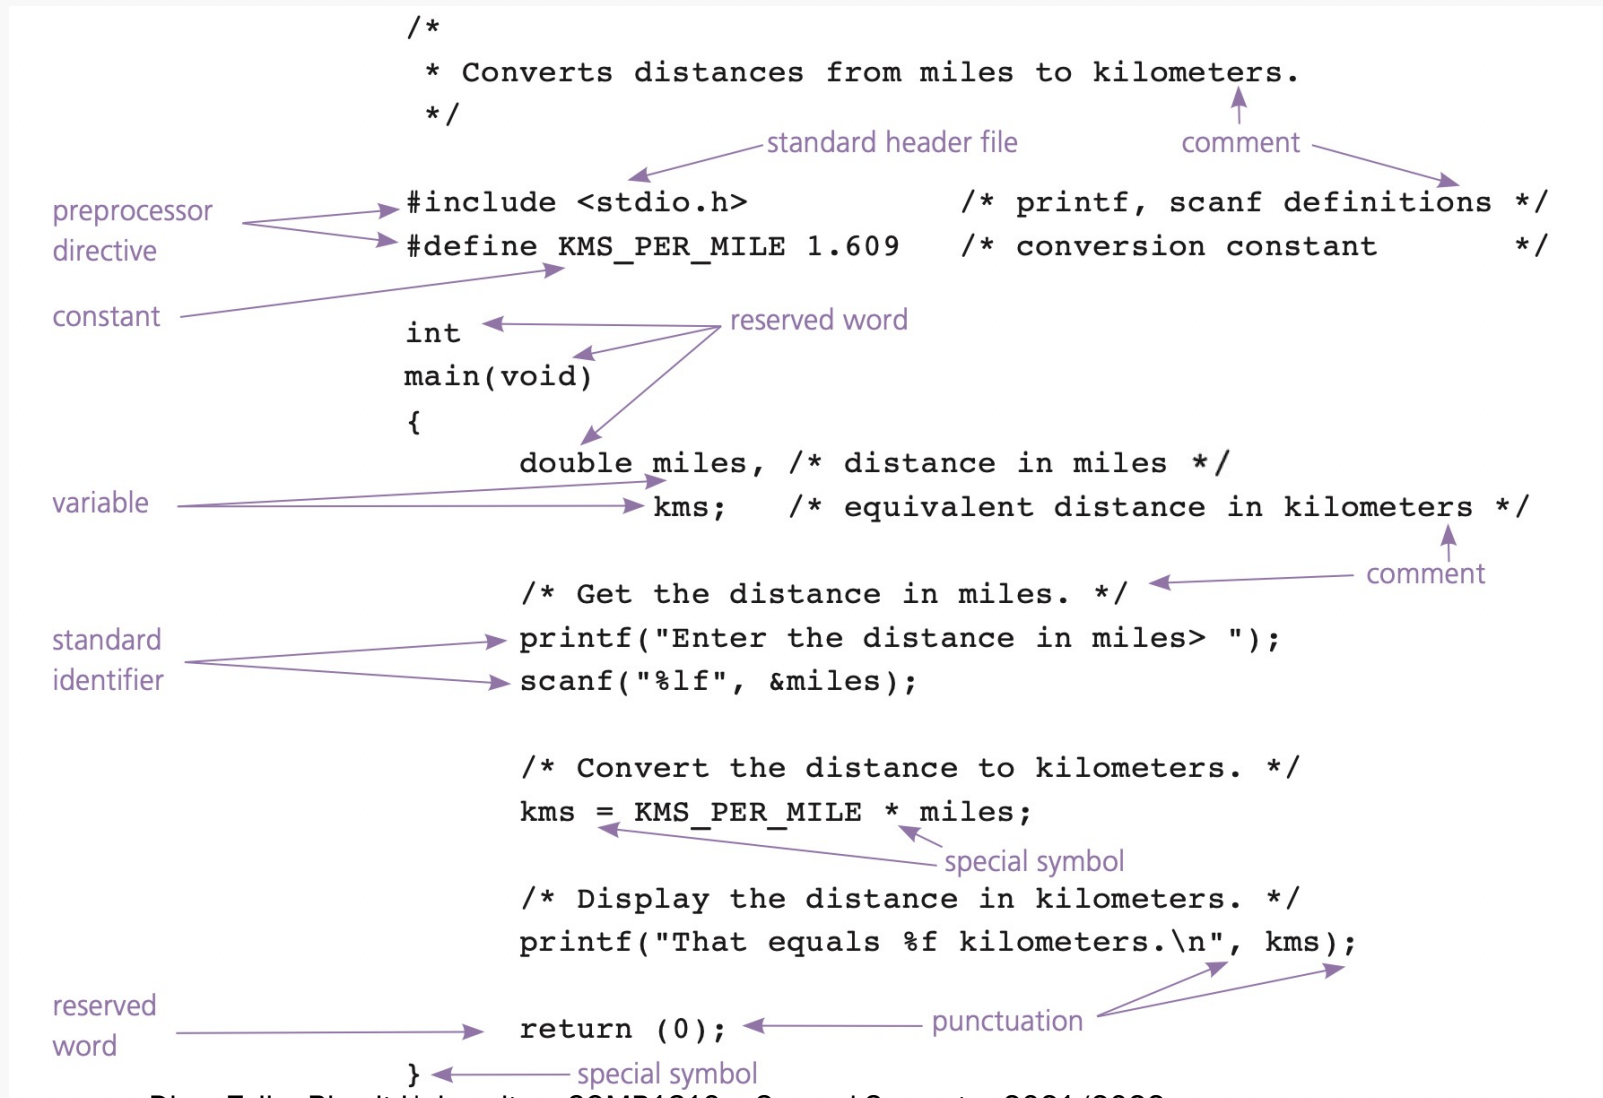 /*
* Converts distances from miles to kilometers.
*/
standard header file
comment
preprocessor
directive
#include <stdio.h> /* printf, scanf definitions */
#define KMS_PER_MILE 1.609 /* conversion constant */
constant
reserved word
int
main(void)
{
double miles, /* distance in miles */
variable
kms; /* equivalent distance in kilometers */
comment
/* Get the distance in miles. */
standard
identifier
printf("Enter the distance in miles> ");
scanf("%lf", &miles);
/* Convert the distance to kilometers. */
kms = KMS_PER_MILE * miles;
special symbol
/* Display the distance in kilometers. */
printf("That equals %f kilometers.\n", kms);
reserved
word
return (0);
punctuation
}
special symbol